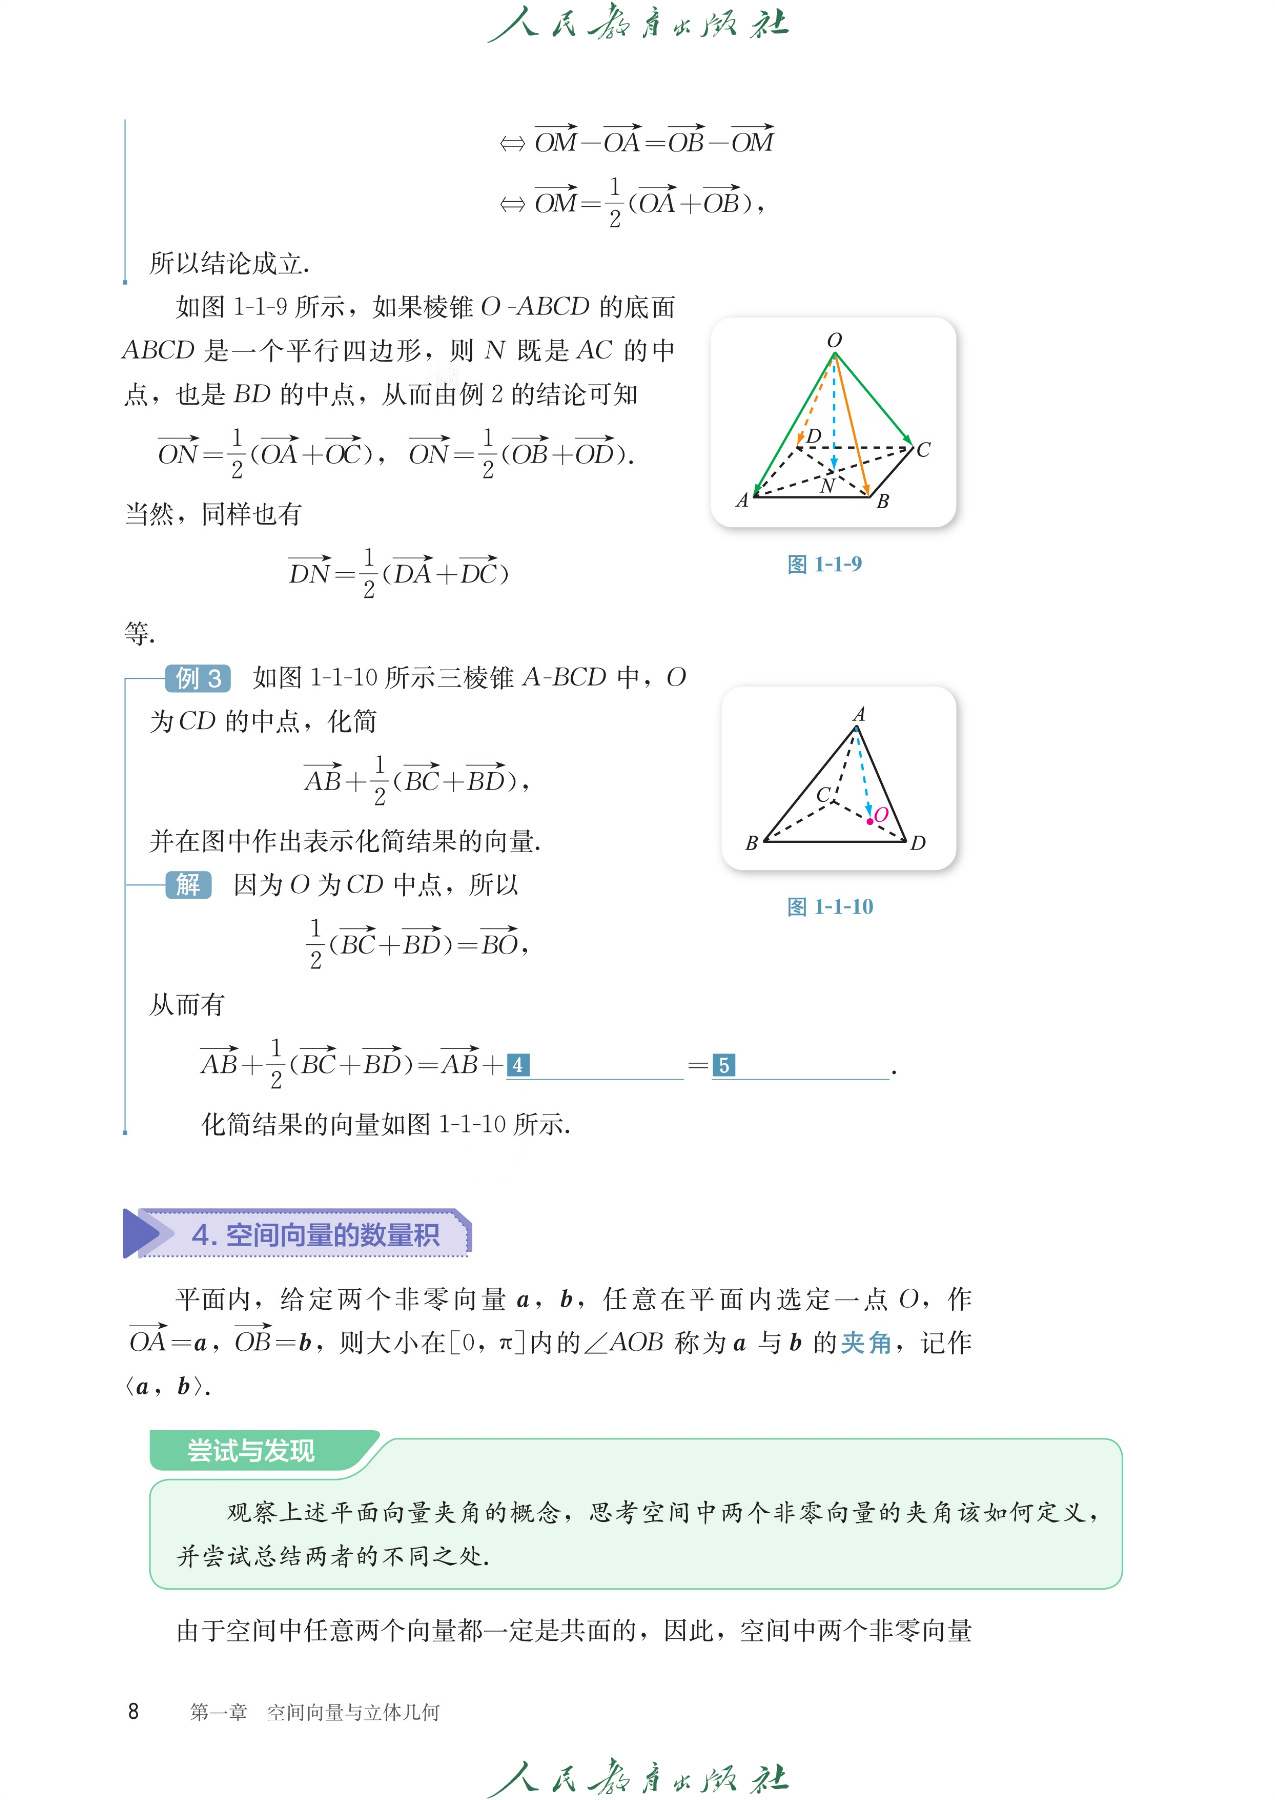 人民教育出版社
⇔ \overrightarrow{OM}−\overrightarrow{OA}=\overrightarrow{OB}−\overrightarrow{OM}
⇔ \overrightarrow{OM}=\frac{1}{2}(\overrightarrow{OA}+\overrightarrow{OB}),
所以结论成立.
如图 1-1-9 所示，如果棱锥 O-ABCD 的底面
ABCD 是一个平行四边形，则 N 既是 AC 的中
点，也是 BD 的中点，从而由例 2 的结论可知
\overrightarrow{ON}=\frac{1}{2}(\overrightarrow{OA}+\overrightarrow{OC}), \overrightarrow{ON}=\frac{1}{2}(\overrightarrow{OB}+\overrightarrow{OD}).
当然，同样也有
\overrightarrow{DN}=\frac{1}{2}(\overrightarrow{DA}+\overrightarrow{DC})
等.
O
D
C
N
A
B
图 1-1-9
例 3 如图 1-1-10 所示三棱锥 A-BCD 中，O
为 CD 的中点，化简
\overrightarrow{AB}+\frac{1}{2}(\overrightarrow{BC}+\overrightarrow{BD}),
并在图中作出表示化简结果的向量.
A
C
O
B
D
图 1-1-10
解 因为 O 为 CD 中点，所以
\frac{1}{2}(\overrightarrow{BC}+\overrightarrow{BD})=\overrightarrow{BO},
从而有
\overrightarrow{AB}+\frac{1}{2}(\overrightarrow{BC}+\overrightarrow{BD})=\overrightarrow{AB}+ 4 = 5 .
化简结果的向量如图 1-1-10 所示.
4. 空间向量的数量积
平面内，给定两个非零向量 a，b，任意在平面内选定一点 O，作
\overrightarrow{OA}=a，\overrightarrow{OB}=b，则大小在[0，π]内的∠AOB 称为 a 与 b 的夹角，记作
〈a，b〉.
尝试与发现
观察上述平面向量夹角的概念，思考空间中两个非零向量的夹角该如何定义，
并尝试总结两者的不同之处.
由于空间中任意两个向量都一定是共面的，因此，空间中两个非零向量
8 第一章 空间向量与立体几何
人民教育出版社